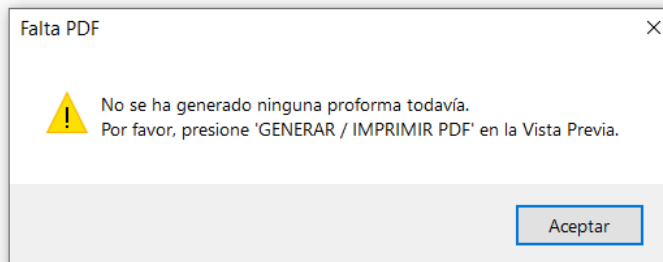 Falta PDF
No se ha generado ninguna proforma todavía.
Por favor, presione 'GENERAR / IMPRIMIR PDF' en la Vista Previa.
Aceptar